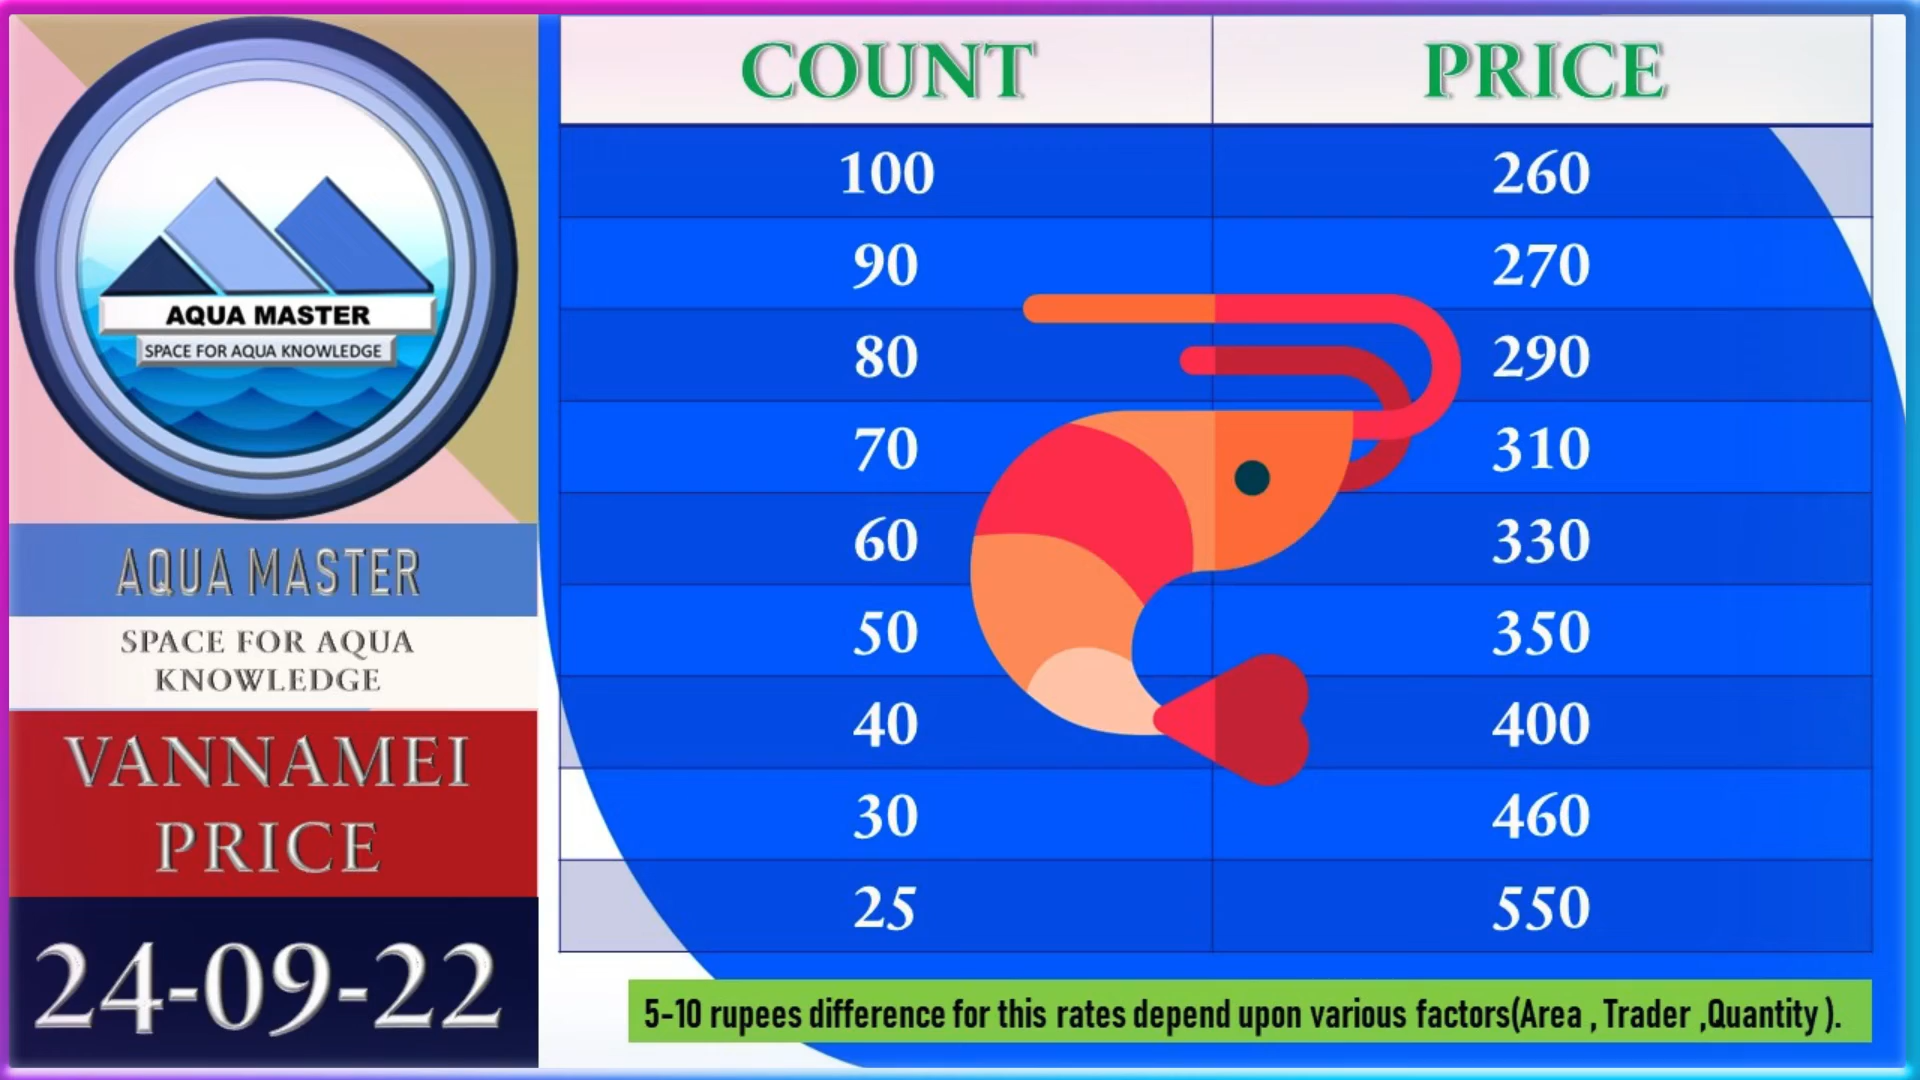 AQUA MASTER
SPACE FOR AQUA KNOWLEDGE
AQUA MASTER
SPACE FOR AQUA
KNOWLEDGE
VANNAMEI
PRICE
24-09-22
COUNT PRICE
100 260
90 270
80 290
70 310
60 330
50 350
40 400
30 460
25 550
5-10 rupees difference for this rates depend upon various factors(Area , Trader ,Quantity ).